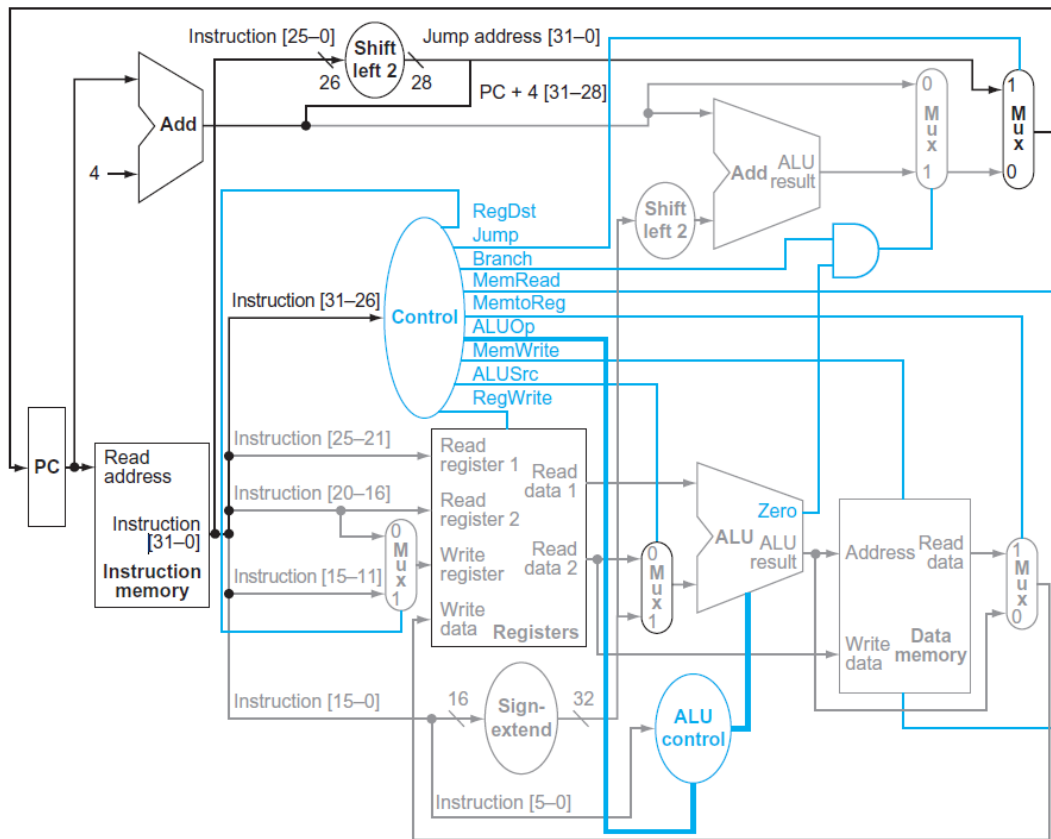 Instruction [25–0]
Shift
left 2
Jump address [31–0]
26
28
PC + 4 [31–28]
Add
4
0
M
u
x
1
1
M
u
x
0
Add
ALU
result
Shift
left 2
RegDst
Jump
Branch
MemRead
MemtoReg
ALUOp
MemWrite
ALUSrc
RegWrite
Instruction [31–26]
Control
PC
Read
address
Instruction
[31–0]
Instruction
memory
Instruction [25–21]
Instruction [20–16]
Instruction [15–11]
0
M
u
x
1
Read
register 1
Read
register 2
Write
register
Write
data
Read
data 1
Read
data 2
Registers
0
M
u
x
1
Zero
ALU
ALU
result
Address
Read
data
Write
data
Data
memory
1
M
u
x
0
Instruction [15–0]
16
Sign-
extend
32
ALU
control
Instruction [5–0]